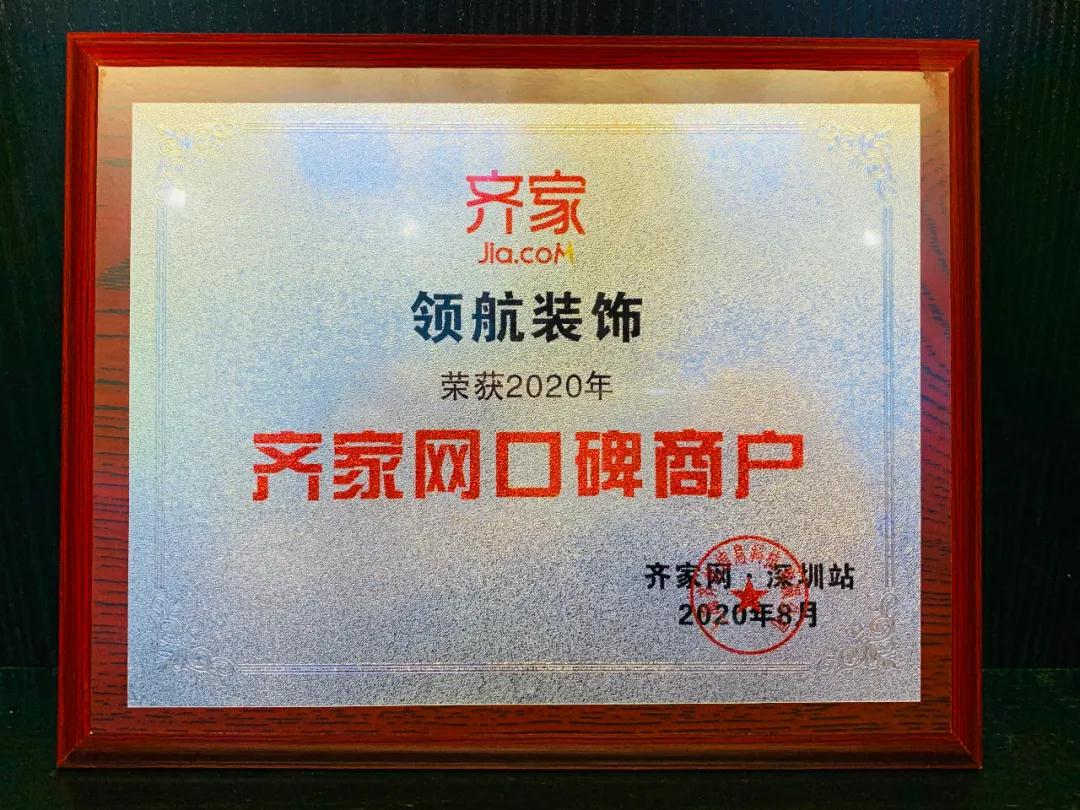 齐家
Jia.coM
领航装饰
荣获2020年
齐家网口碑商户
齐家网·深圳站
2020年8月